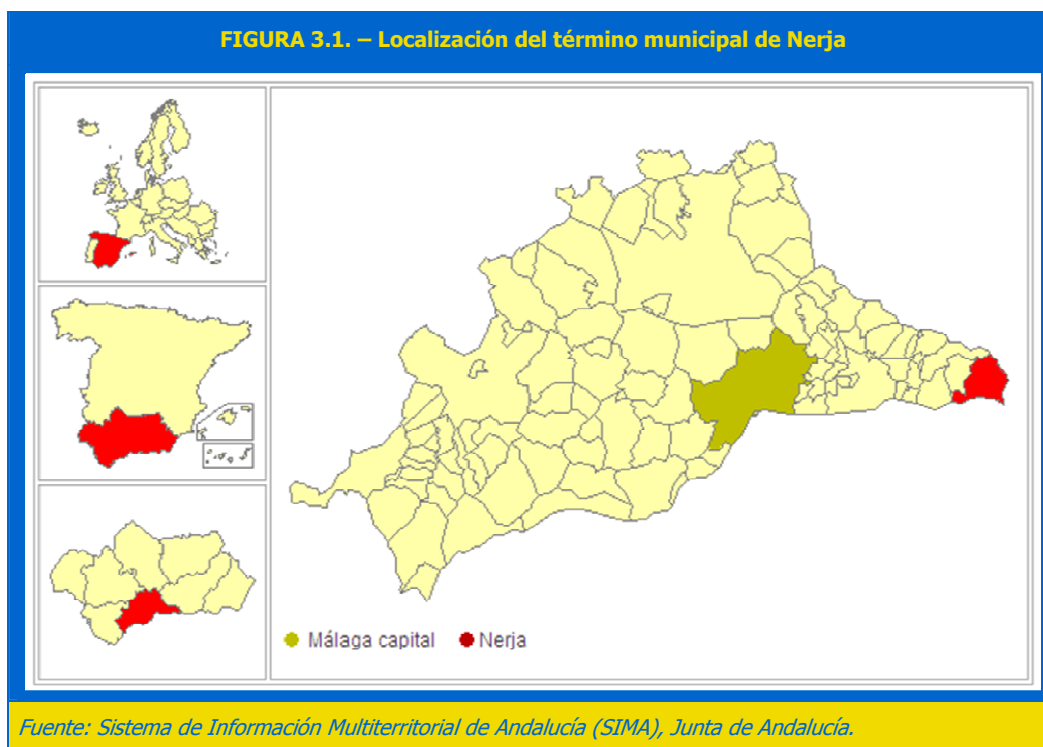 FIGURA 3.1. – Localización del término municipal de Nerja
Málaga capital
Nerja
Fuente: Sistema de Información Multiterritorial de Andalucía (SIMA), Junta de Andalucía.